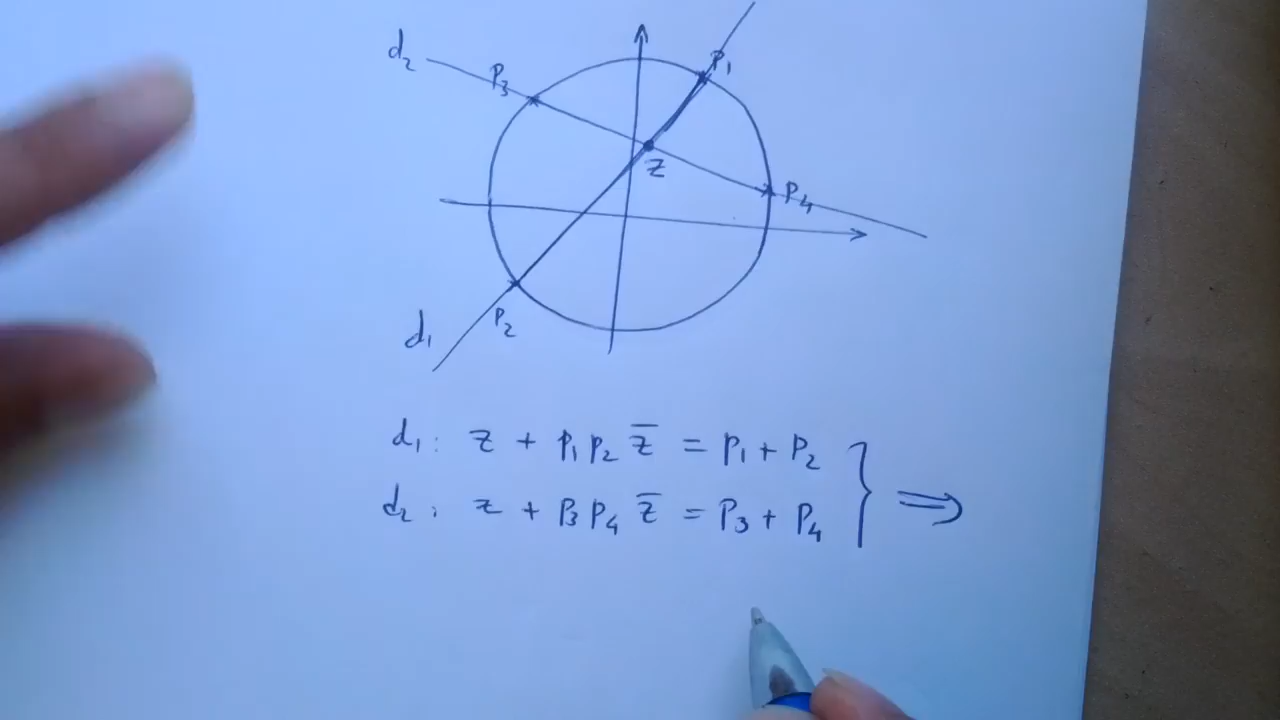 d₂
P₃
P₁
z
P₄
P₂
d₁
d₁: z + P₁P₂ z̄ = P₁ + P₂
d₂: z + P₃P₄ z̄ = P₃ + P₄ } ⟹